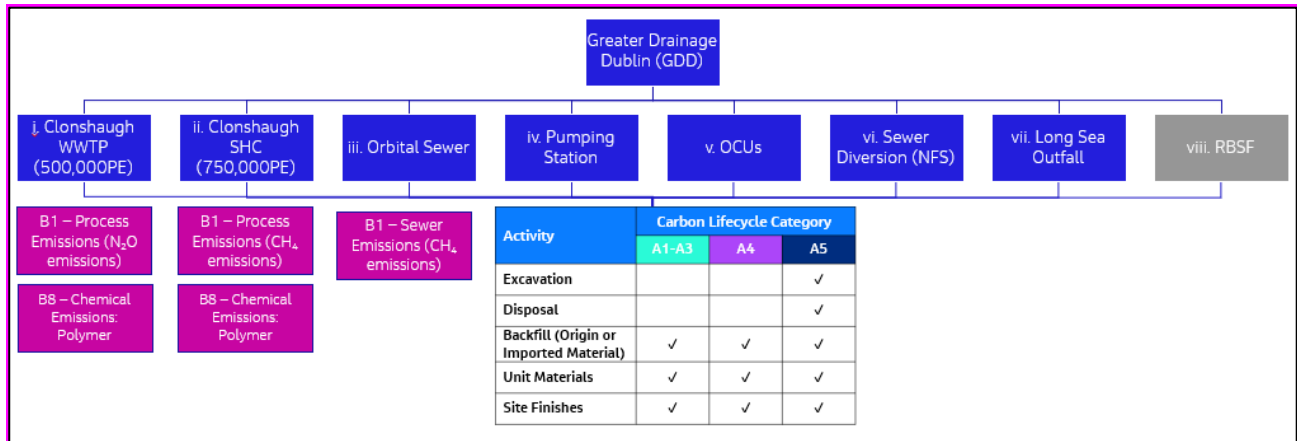 Greater Drainage
Dublin (GDD)
i. Clonshaugh
WWTP
(500,000PE)
ii. Clonshaugh
SHC
(750,000PE)
iii. Orbital Sewer
iv. Pumping
Station
v. OCUs
vi. Sewer
Diversion (NFS)
vii. Long Sea
Outfall
viii. RBSF
B1 – Process
Emissions (N₂O
emissions)
B1 – Process
Emissions (CH₄
emissions)
B1 – Sewer
Emissions (CH₄
emissions)
B8 – Chemical
Emissions:
Polymer
B8 – Chemical
Emissions:
Polymer
Activity
Carbon Lifecycle Category
A1-A3 A4 A5
Excavation ✓
Disposal ✓
Backfill (Origin or
Imported Material) ✓ ✓ ✓
Unit Materials ✓ ✓ ✓
Site Finishes ✓ ✓ ✓